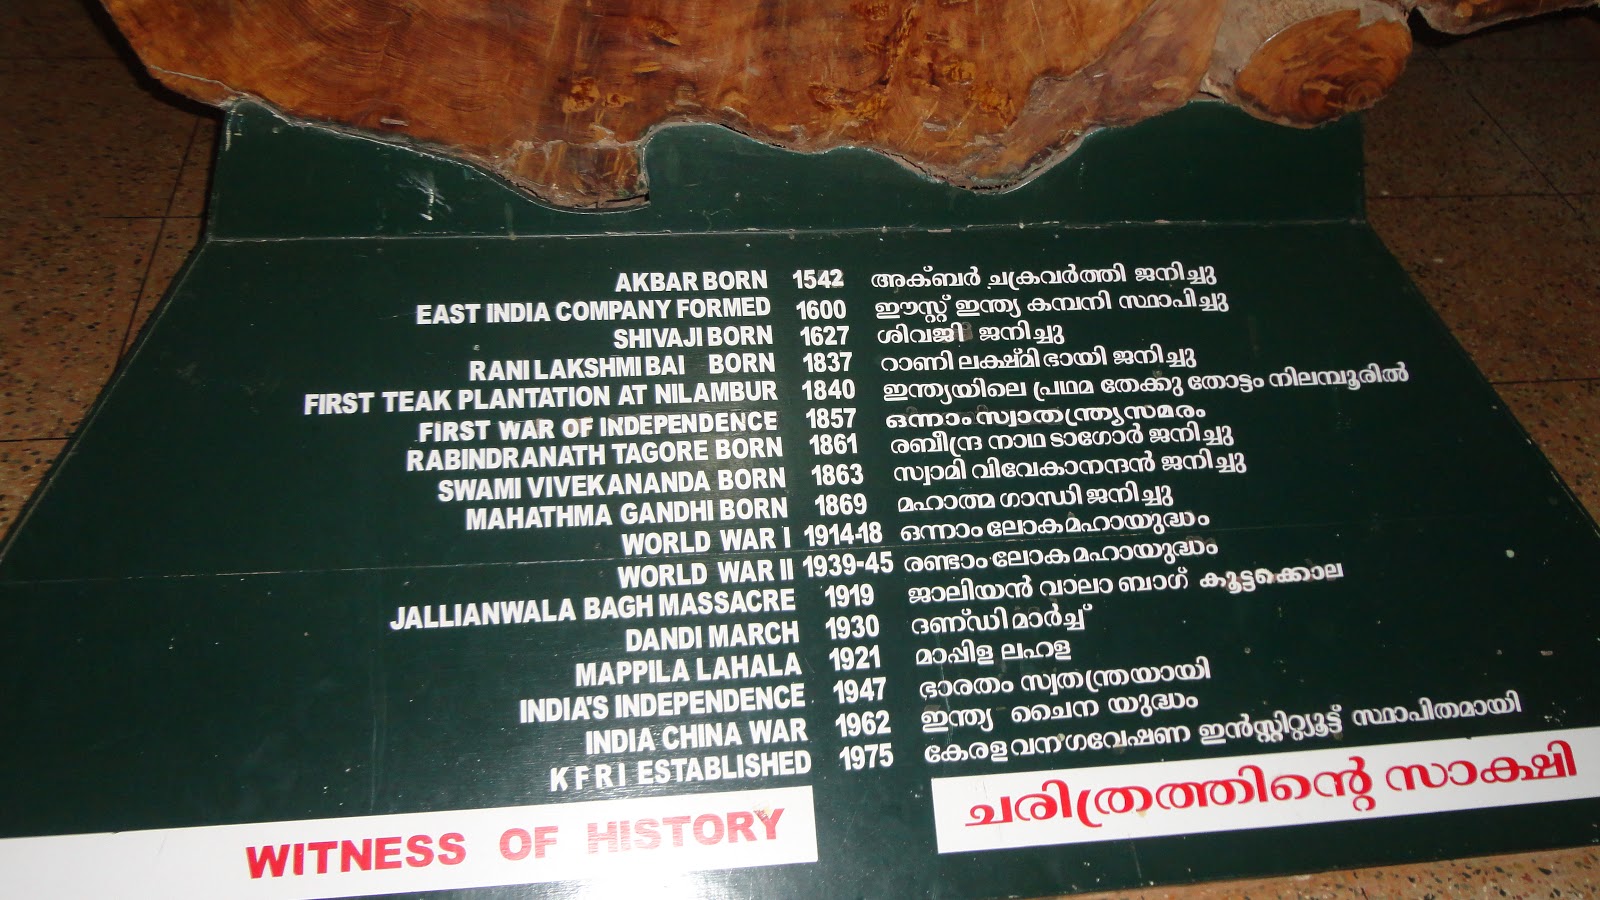 AKBAR BORN 1542 അക്ബർ ചക്രവർത്തി ജനിച്ചു
EAST INDIA COMPANY FORMED 1600 ഈസ്റ്റ് ഇന്ത്യ കമ്പനി സ്ഥാപിച്ചു
SHIVAJI BORN 1627 ശിവജി ജനിച്ചു
RANI LAKSHMI BAI BORN 1837 റാണി ലക്ഷ്മി ഭായി ജനിച്ചു
FIRST TEAK PLANTATION AT NILAMBUR 1840 ഇന്ത്യയിലെ പ്രഥമ തേക്കു തോട്ടം നിലമ്പൂരിൽ
FIRST WAR OF INDEPENDENCE 1857 ഒന്നാം സ്വാതന്ത്ര്യസമരം
RABINDRANATH TAGORE BORN 1861 രബീന്ദ്ര നാഥ ടാഗോർ ജനിച്ചു
SWAMI VIVEKANANDA BORN 1863 സ്വാമി വിവേകാനന്ദൻ ജനിച്ചു
MAHATHMA GANDHI BORN 1869 മഹാത്മ ഗാന്ധി ജനിച്ചു
WORLD WAR I 1914-18 ഒന്നാം ലോക മഹായുദ്ധം
WORLD WAR II 1939-45 രണ്ടാം ലോക മഹായുദ്ധം
JALLIANWALA BAGH MASSACRE 1919 ജാലിയൻ വാലാ ബാഗ് കൂട്ടക്കൊല
DANDI MARCH 1930 ദണ്ഡി മാർച്ച്
MAPPILA LAHALA 1921 മാപ്പിള ലഹള
INDIA'S INDEPENDENCE 1947 ഭാരതം സ്വതന്ത്രയായി
INDIA CHINA WAR 1962 ഇന്ത്യ ചൈന യുദ്ധം
K F R I ESTABLISHED 1975 കേരള വന ഗവേഷണ ഇൻസ്റ്റിറ്റ്യൂട്ട് സ്ഥാപിതമായി
WITNESS OF HISTORY ചരിത്രത്തിന്റെ സാക്ഷി